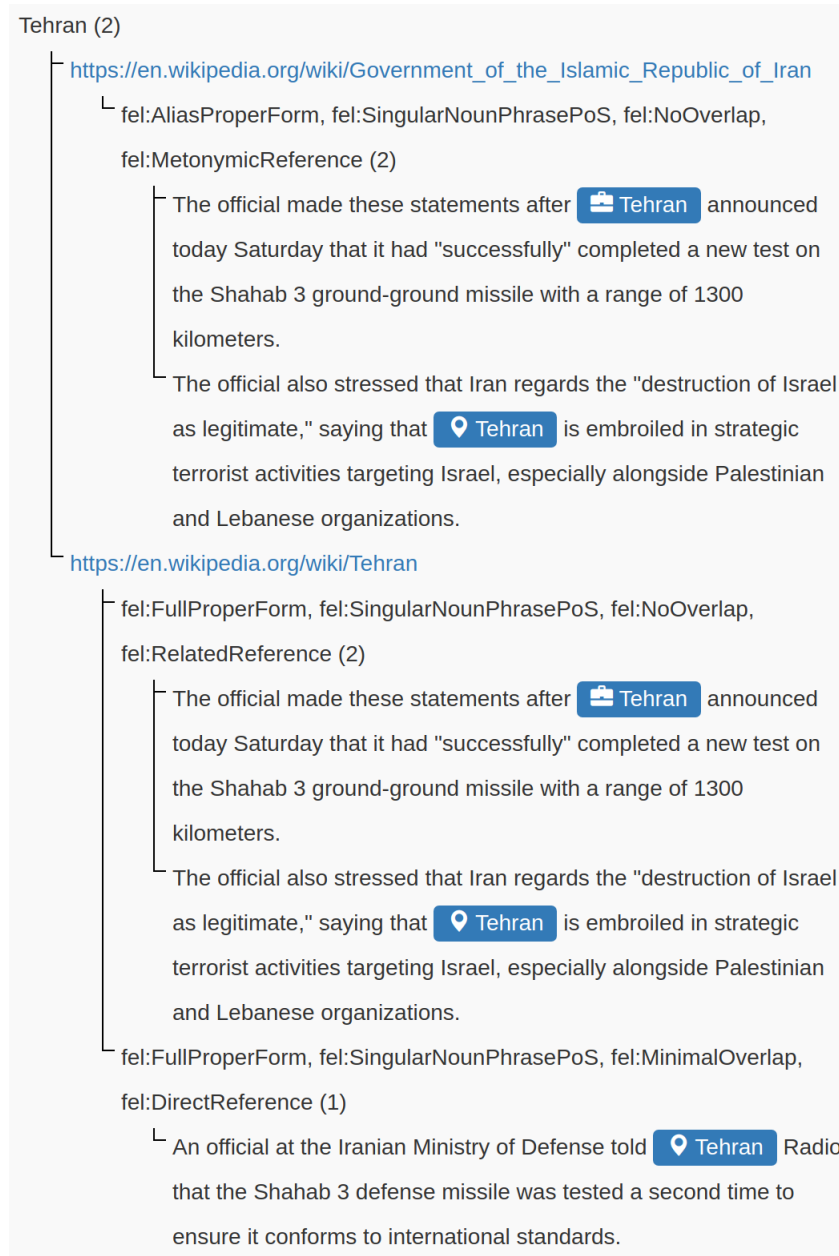 Tehran (2)
https://en.wikipedia.org/wiki/Government_of_the_Islamic_Republic_of_Iran
fel:AliasProperForm, fel:SingularNounPhrasePoS, fel:NoOverlap,
fel:MetonymicReference (2)
The official made these statements after Tehran announced
today Saturday that it had "successfully" completed a new test on
the Shahab 3 ground-ground missile with a range of 1300
kilometers.
The official also stressed that Iran regards the "destruction of Israel
as legitimate," saying that Tehran is embroiled in strategic
terrorist activities targeting Israel, especially alongside Palestinian
and Lebanese organizations.
https://en.wikipedia.org/wiki/Tehran
fel:FullProperForm, fel:SingularNounPhrasePoS, fel:NoOverlap,
fel:RelatedReference (2)
The official made these statements after Tehran announced
today Saturday that it had "successfully" completed a new test on
the Shahab 3 ground-ground missile with a range of 1300
kilometers.
The official also stressed that Iran regards the "destruction of Israel
as legitimate," saying that Tehran is embroiled in strategic
terrorist activities targeting Israel, especially alongside Palestinian
and Lebanese organizations.
fel:FullProperForm, fel:SingularNounPhrasePoS, fel:MinimalOverlap,
fel:DirectReference (1)
An official at the Iranian Ministry of Defense told Tehran Radio
that the Shahab 3 defense missile was tested a second time to
ensure it conforms to international standards.